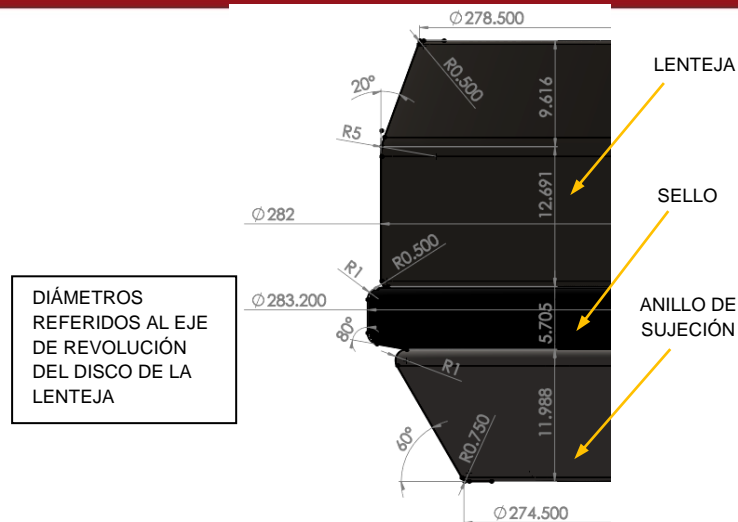 Ø278.500
LENTEJA
R0.500
20°
9.616
R5
12.691
SELLO
Ø282
R0.500
R1
DIÁMETROS
REFERIDOS AL EJE
DE REVOLUCIÓN
DEL DISCO DE LA
LENTEJA
Ø283.200
5.705
ANILLO DE
SUJECIÓN
80°
R1
11.988
60°
R0.750
Ø274.500